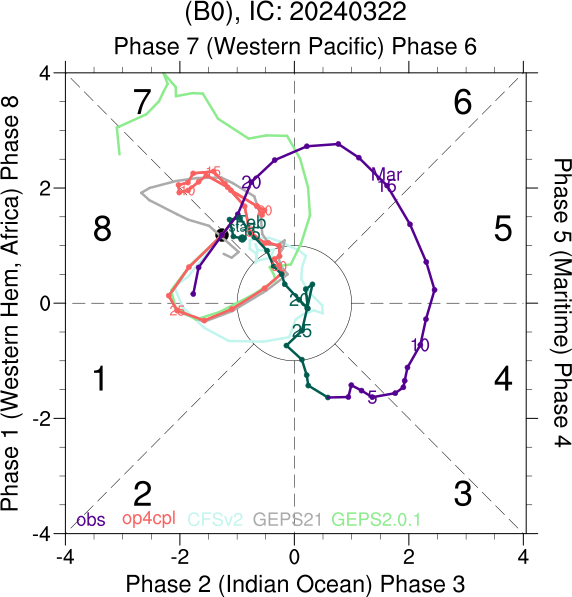 (B0), IC: 20240322
Phase 7 (Western Pacific) Phase 6
Phase 1 (Western Hem, Africa) Phase 8
Phase 5 (Maritime) Phase 4
4
2
0
-2
-4
7
6
8
5
1
4
2
3
Mar
15
20
15
10
5
25
20
25
obs op4cpl CFSv2 GEPS21 GEPS2.0.1
-4 -2 0 2 4
Phase 2 (Indian Ocean) Phase 3